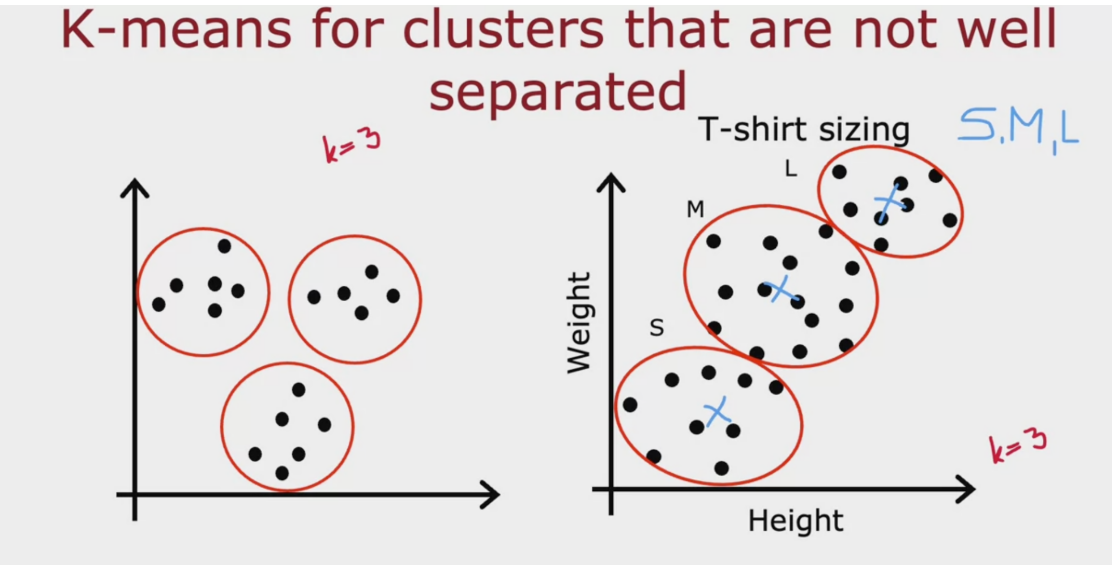 K-means for clusters that are not well
separated
k=3
T-shirt sizing
S,M,L
L
M
S
Weight
Height
k=3